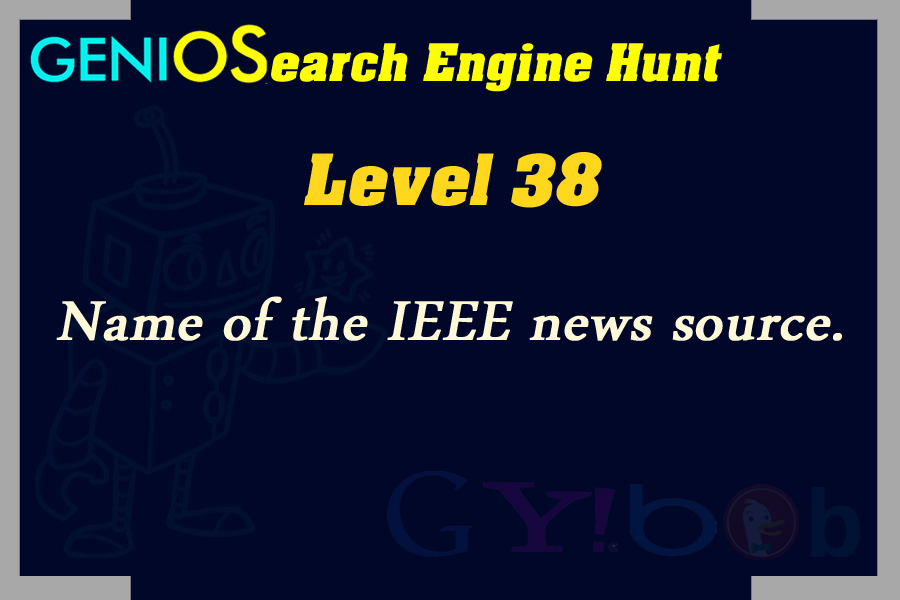 GENIOSearch Engine Hunt
Level 38
Name of the IEEE news source.
G Y! b b